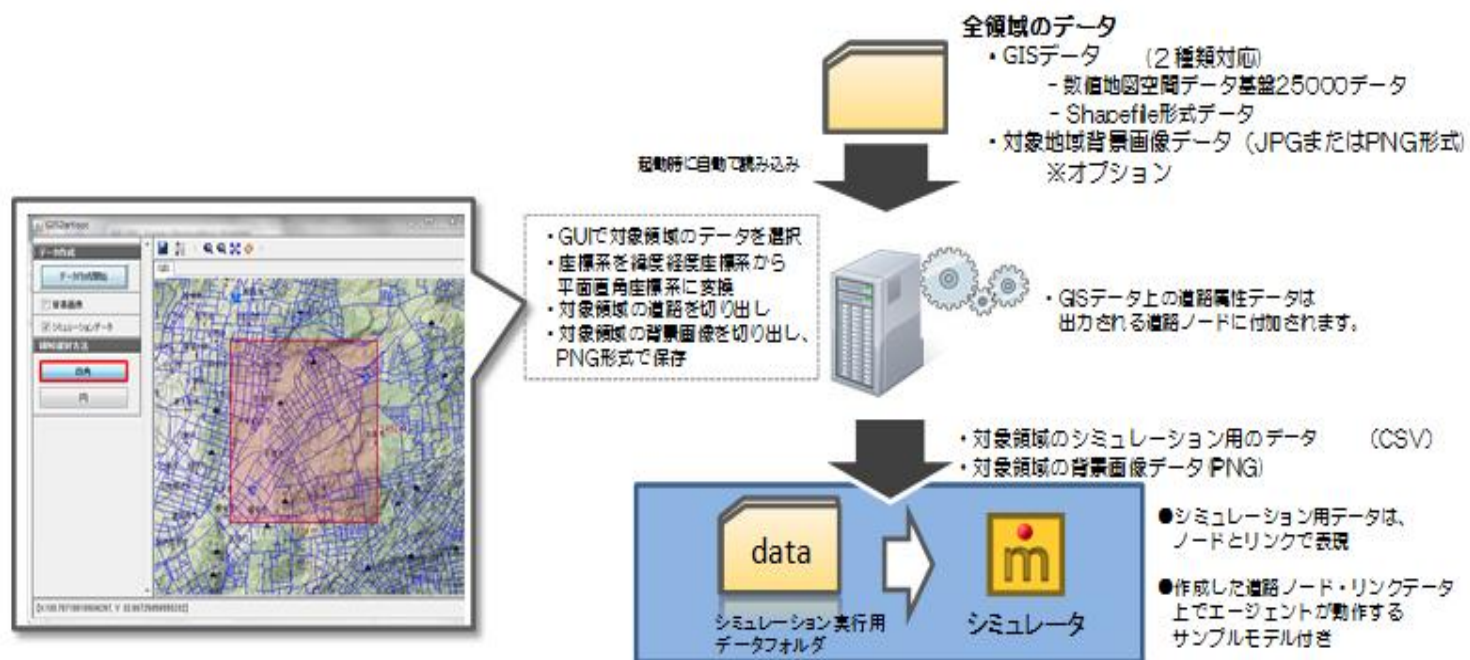 全領域のデータ
・GISデータ (2種類対応)
- 数値地図空間データ基盤25000データ
- Shapefile形式データ
・対象地域背景画像データ (JPGまたはPNG形式)
※オプション
起動時に自動で読み込み
・GUIで対象領域のデータを選択
・座標系を緯度経度座標系から
平面直角座標系に変換
・対象領域の道路を切り出し
・対象領域の背景画像を切り出し、
PNG形式で保存
・GISデータ上の道路属性データは
出力される道路ノードに付加されます。
データ作成
データ作成開始
背景画像
シミュレーションデータ
領域選択方法
四角
円
・対象領域のシミュレーション用のデータ (CSV)
・対象領域の背景画像データ(PNG)
data
シミュレーション実行用
データフォルダ
m
シミュレータ
●シミュレーション用データは、
ノードとリンクで表現
●作成した道路ノード・リンクデータ
上でエージェントが動作する
サンプルモデル付き